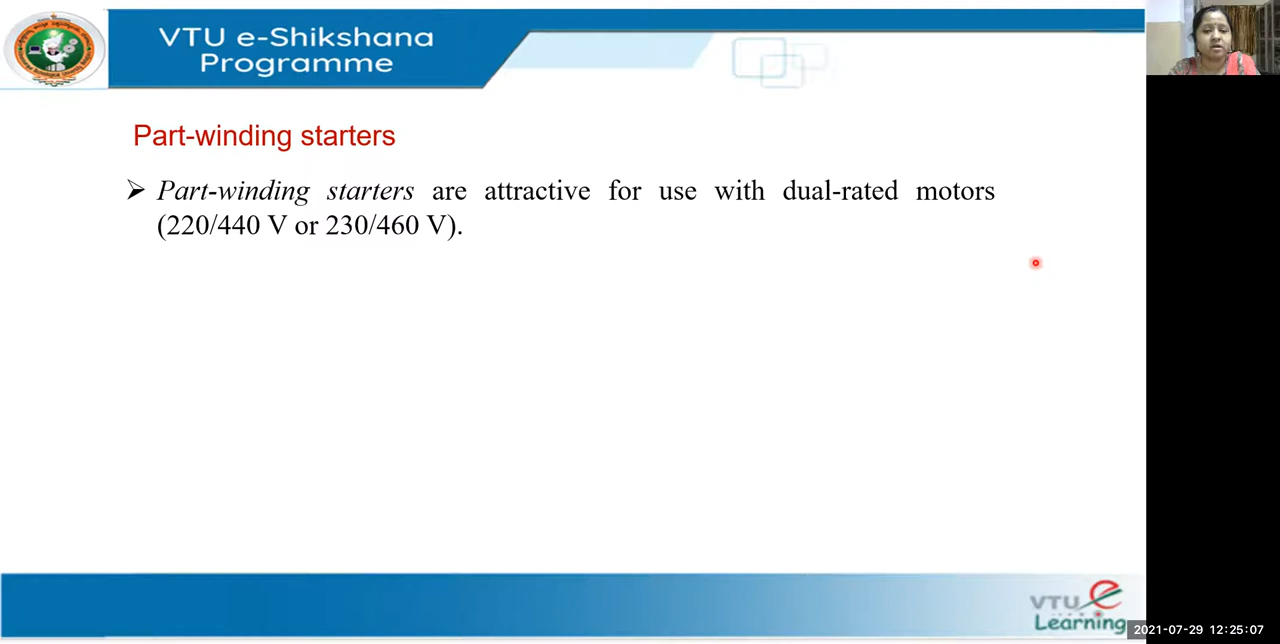 VTU e-Shikshana
Programme
Part-winding starters
➢ Part-winding starters are attractive for use with dual-rated motors
(220/440 V or 230/460 V).
VTU e
Learning
2021-07-29 12:25:07